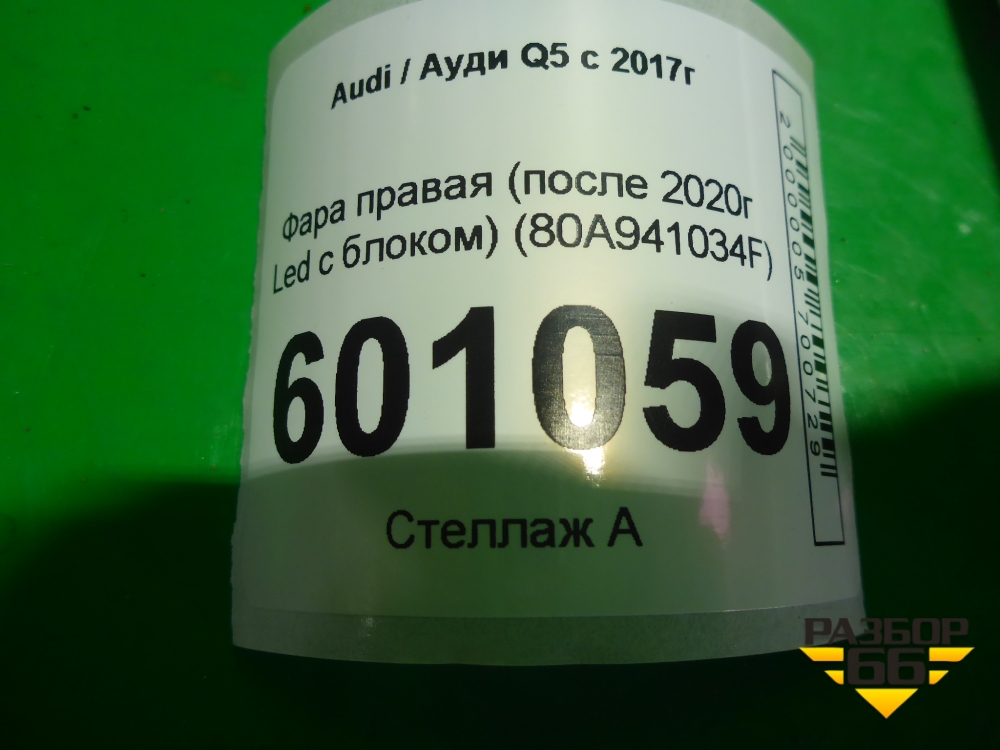 Audi / Ауди Q5 с 2017г
Фара правая (после 2020г
Led с блоком) (80A941034F)
601059
Стеллаж А
2000005700729
РАЗБОР
66